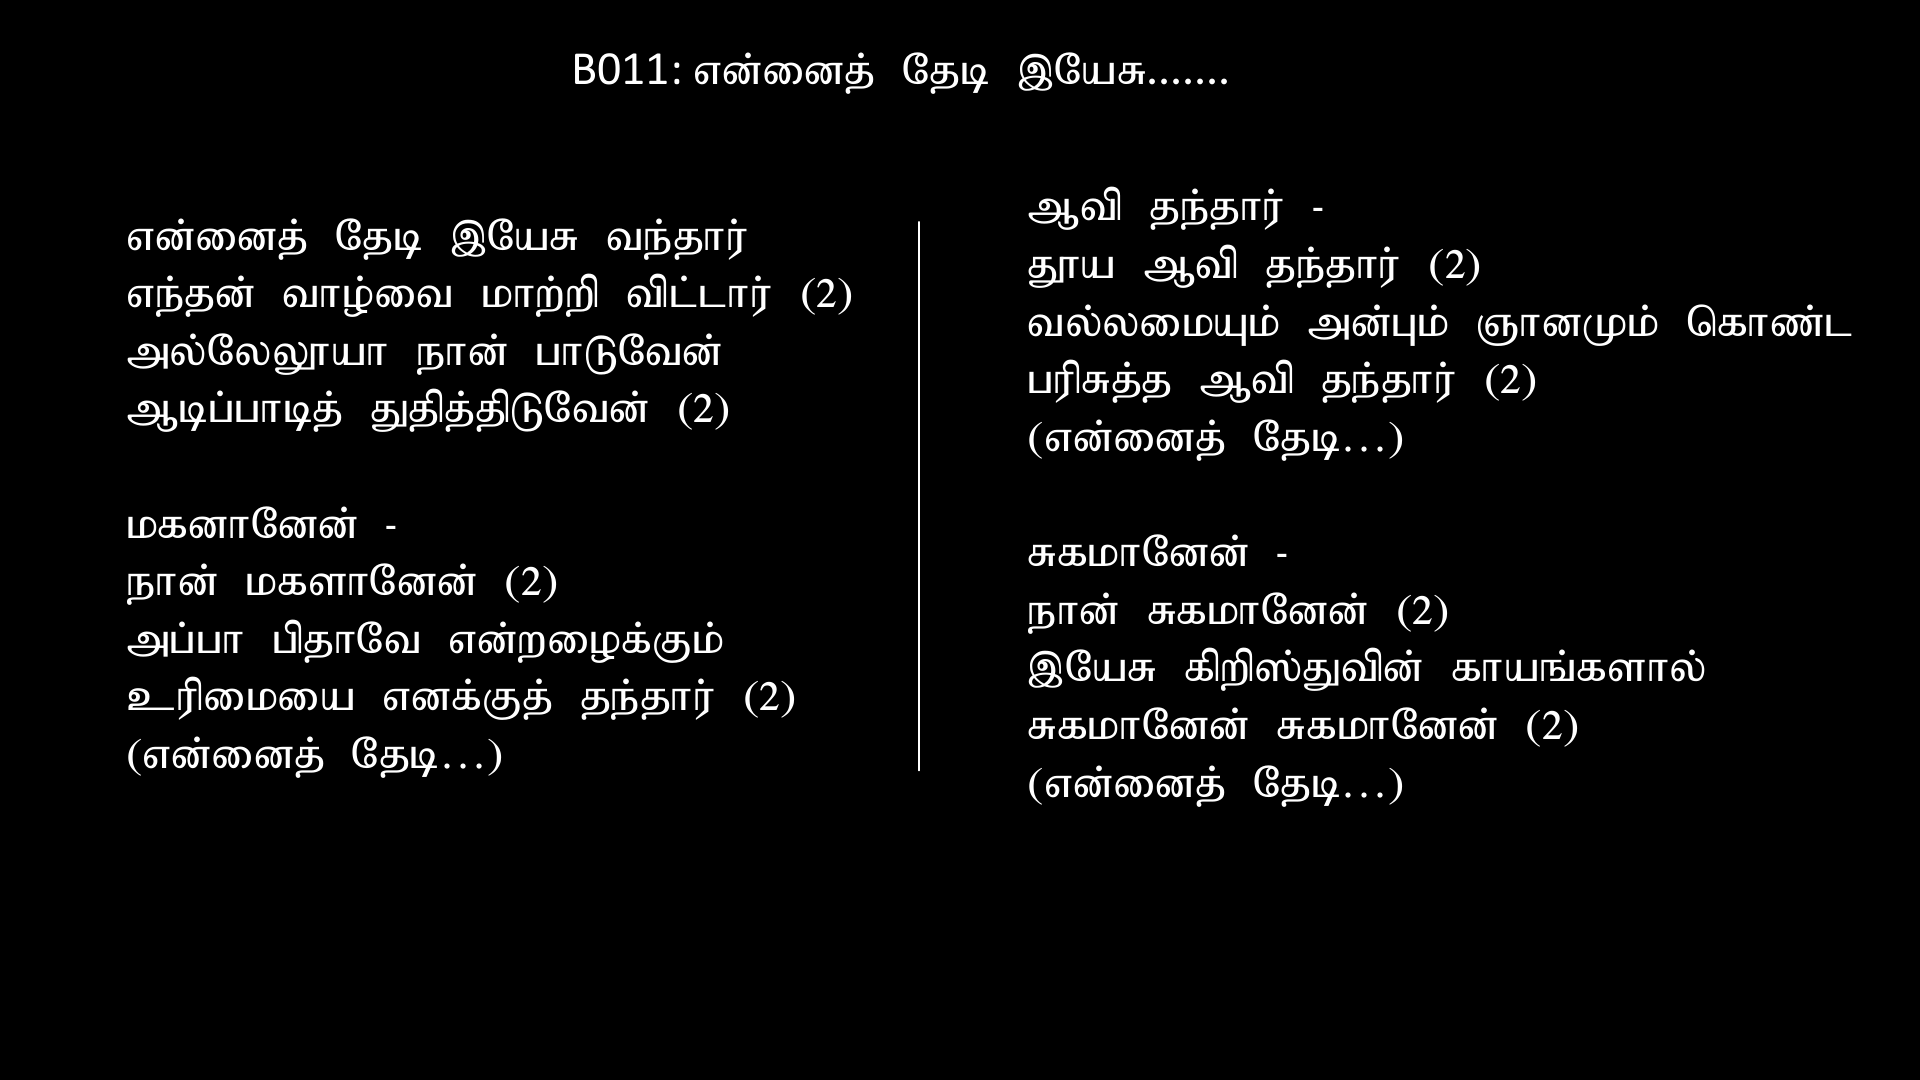 B011: என்னைத் தேடி இயேசு.......
என்னைத் தேடி இயேசு வந்தார்
எந்தன் வாழ்வை மாற்றி விட்டார் (2)
அல்லேலூயா நான் பாடுவேன்
ஆடிப்பாடித் துதித்திடுவேன் (2)
மகனானேன் -
நான் மகளானேன் (2)
அப்பா பிதாவே என்றழைக்கும்
உரிமையை எனக்குத் தந்தார் (2)
(என்னைத் தேடி...)
ஆவி தந்தார் -
தூய ஆவி தந்தார் (2)
வல்லமையும் அன்பும் ஞானமும் கொண்ட
பரிசுத்த ஆவி தந்தார் (2)
(என்னைத் தேடி...)
சுகமானேன் -
நான் சுகமானேன் (2)
இயேசு கிறிஸ்துவின் காயங்களால்
சுகமானேன் சுகமானேன் (2)
(என்னைத் தேடி...)